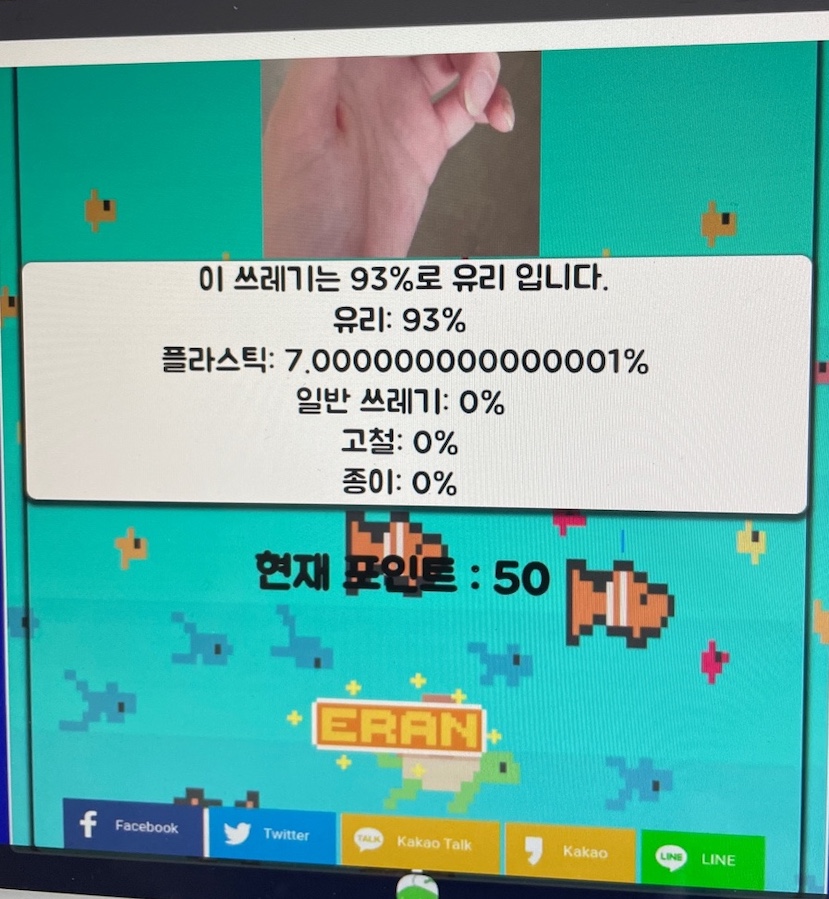 이 쓰레기는 93%로 유리 입니다.
유리: 93%
플라스틱: 7.000000000000001%
일반 쓰레기: 0%
고철: 0%
종이: 0%
현재 포인트 : 50
ERAN
Facebook
Twitter
TALK Kakao Talk
Kakao
LINE LINE